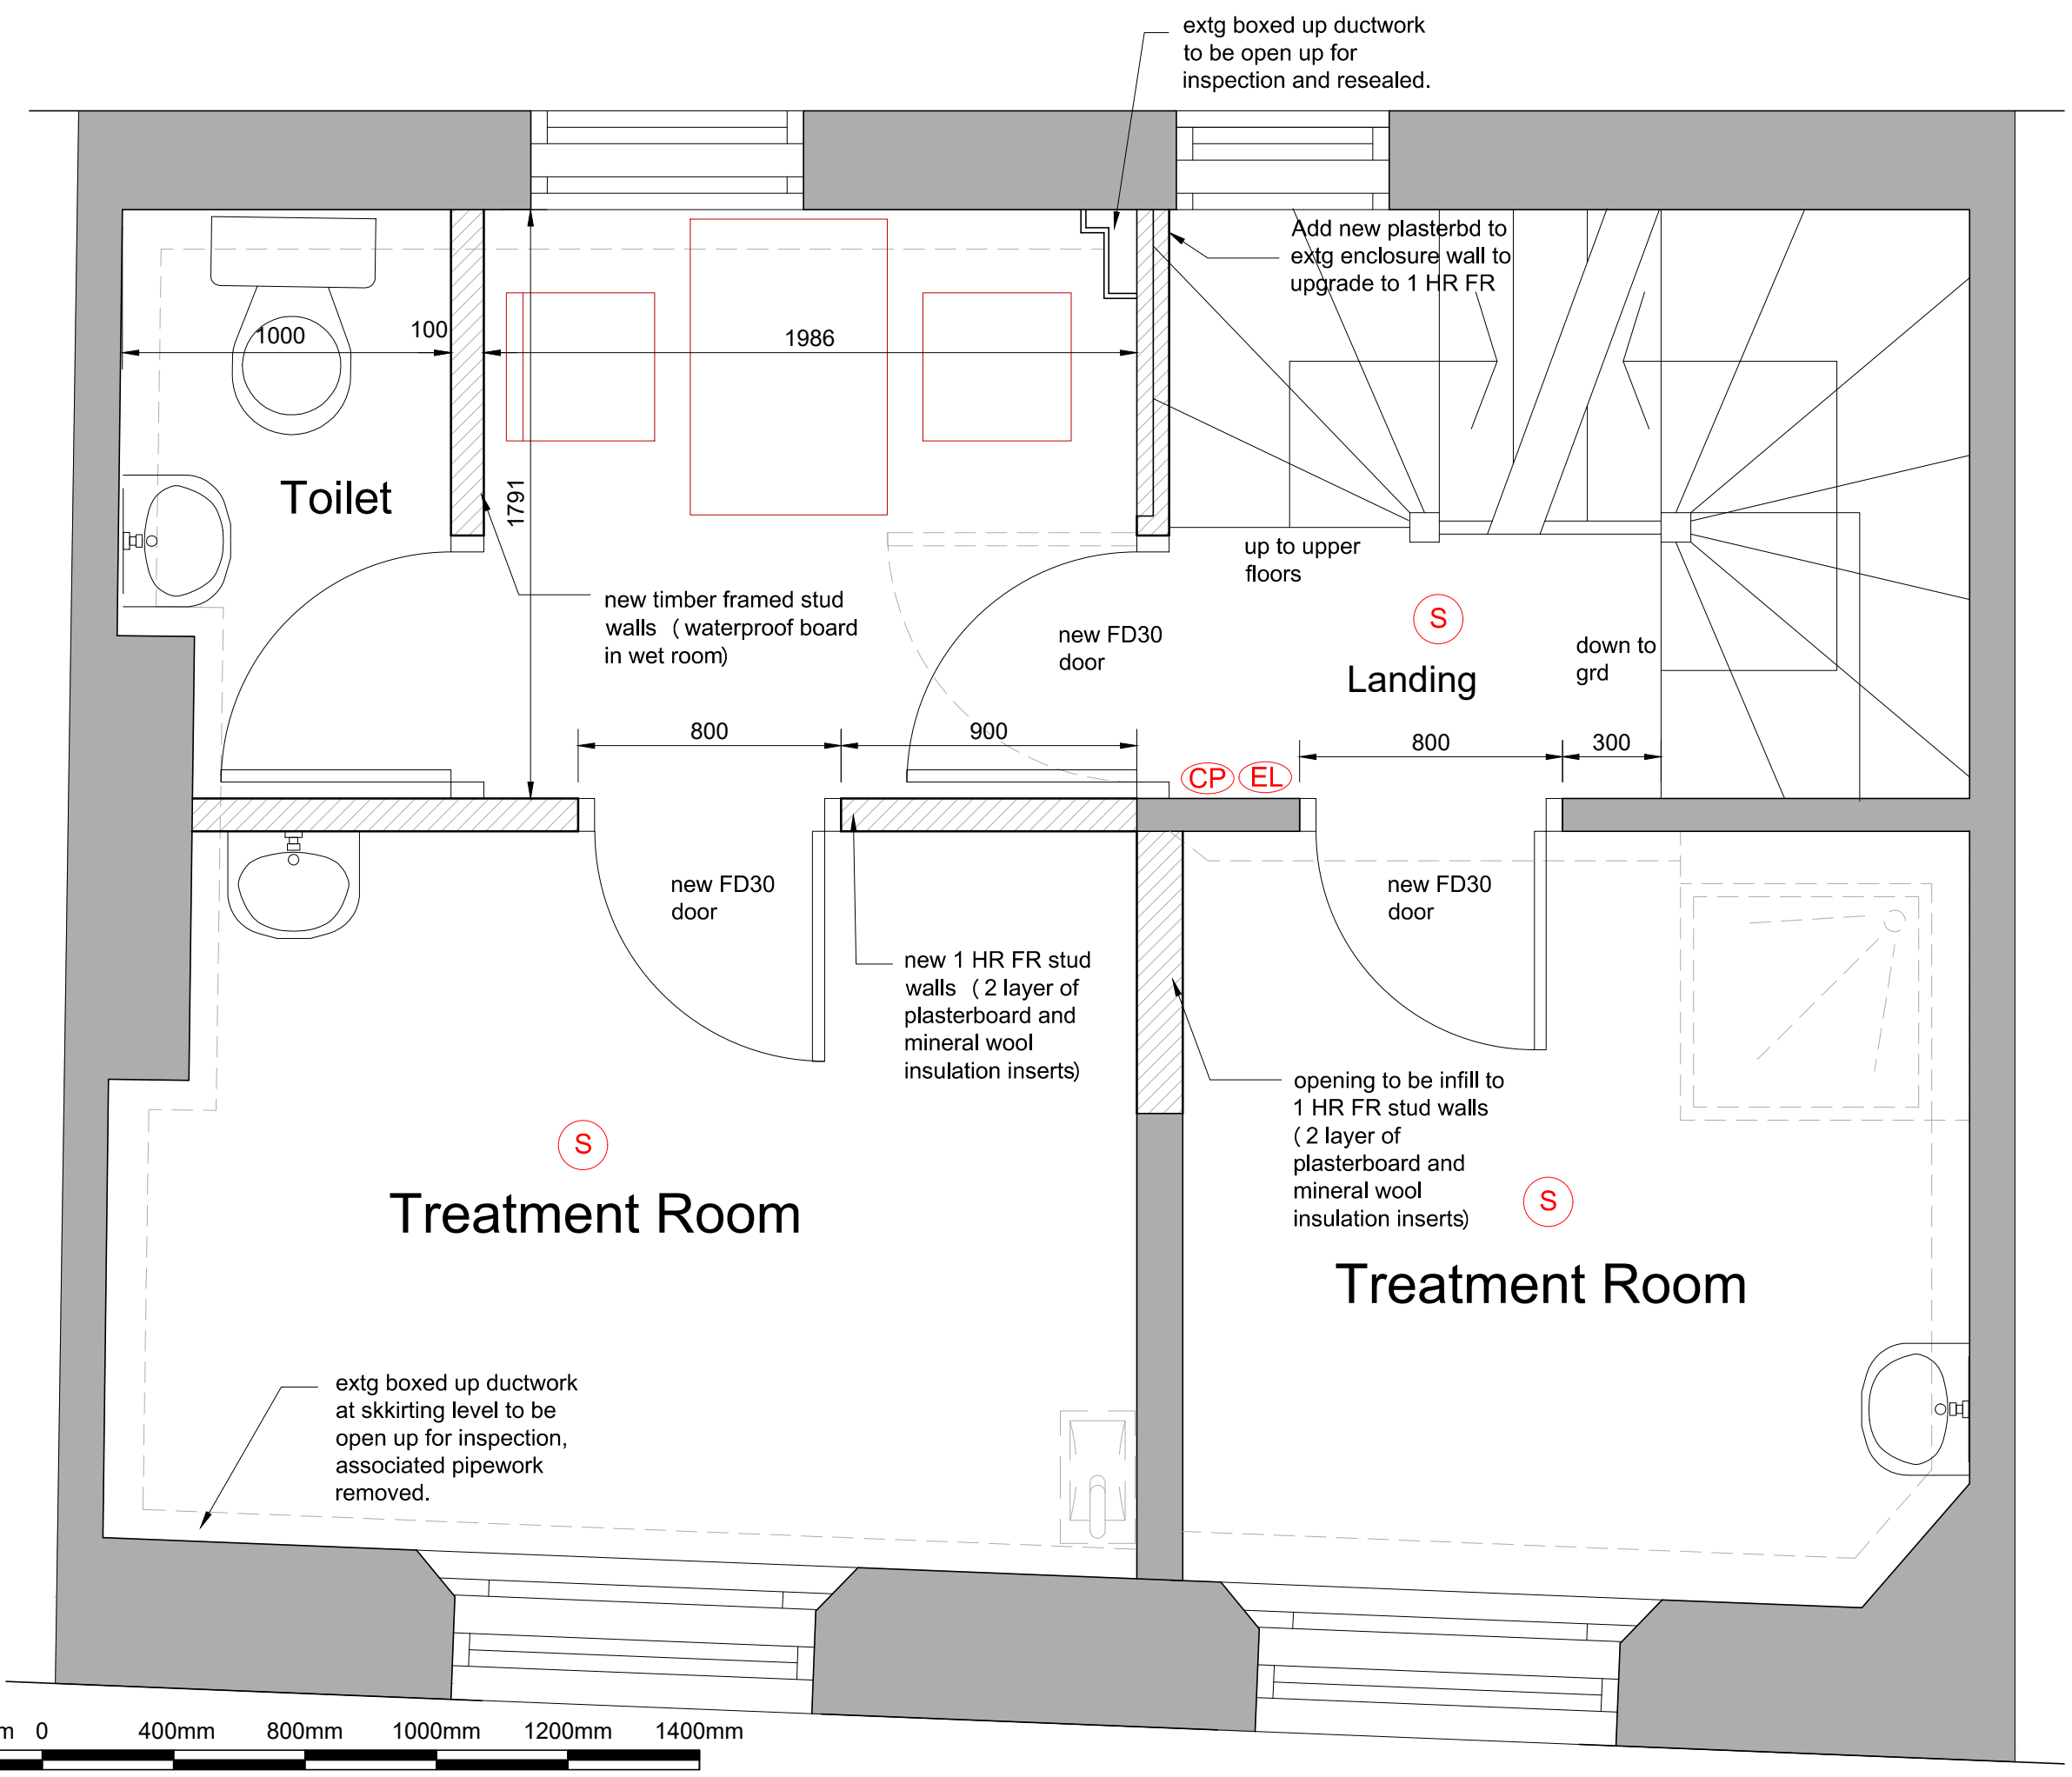 extg boxed up ductwork
to be open up for
inspection and resealed.
Add new plasterbd to
extg enclosure wall to
upgrade to 1 HR FR
1000
100
1986
1791
Toilet
up to upper
floors
new timber framed stud
walls (waterproof board
in wet room)
new FD30
door
S
Landing
down to
grd
800
900
800
300
CP
EL
new FD30
door
new FD30
door
new 1 HR FR stud
walls (2 layer of
plasterboard and
mineral wool
insulation inserts)
opening to be infill to
1 HR FR stud walls
(2 layer of
plasterboard and
mineral wool
insulation inserts)
S
Treatment Room
S
Treatment Room
extg boxed up ductwork
at skkirting level to be
open up for inspection,
associated pipework
removed.
m 0 400mm 800mm 1000mm 1200mm 1400mm